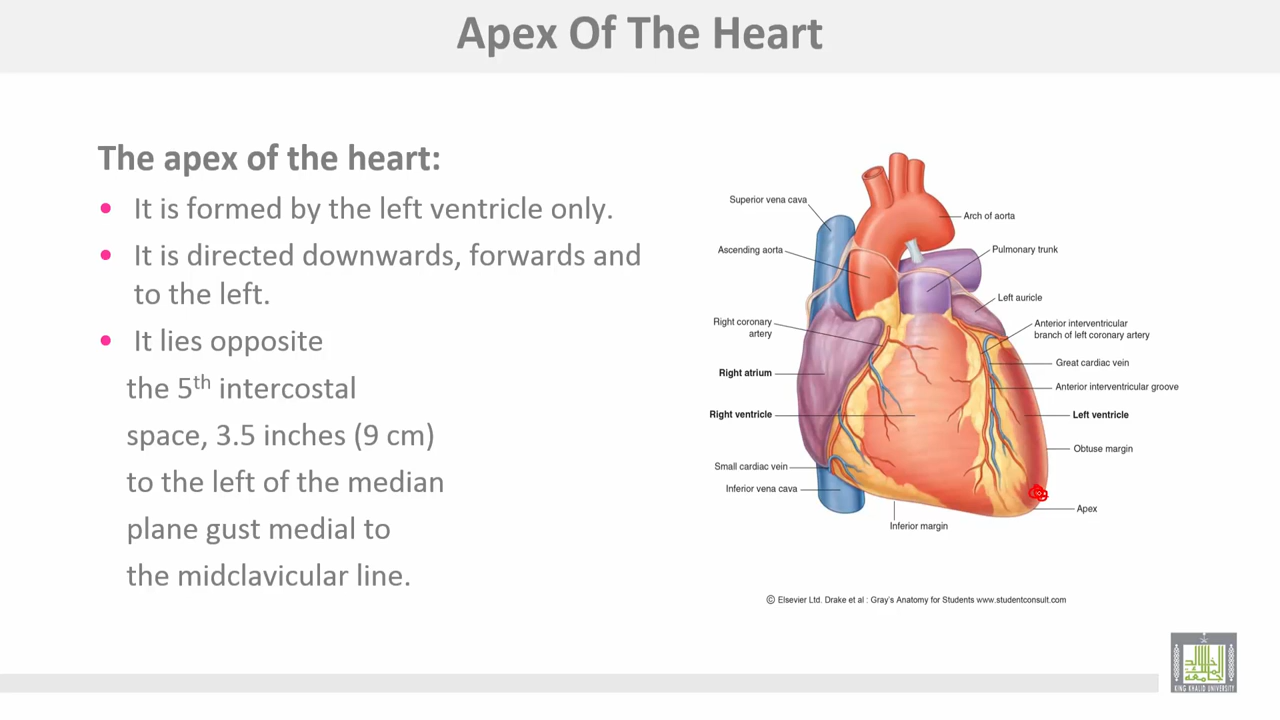 Apex Of The Heart
The apex of the heart:
• It is formed by the left ventricle only.
• It is directed downwards, forwards and
to the left.
• It lies opposite
the 5th intercostal
space, 3.5 inches (9 cm)
to the left of the median
plane gust medial to
the midclavicular line.
Superior vena cava
Arch of aorta
Ascending aorta
Pulmonary trunk
Left auricle
Right coronary
artery
Anterior interventricular
branch of left coronary artery
Great cardiac vein
Right atrium
Anterior interventricular groove
Right ventricle
Left ventricle
Obtuse margin
Small cardiac vein
Inferior vena cava
Apex
Inferior margin
© Elsevier Ltd. Drake et al : Gray's Anatomy for Students www.studentconsult.com
KING KHALID UNIVERSITY